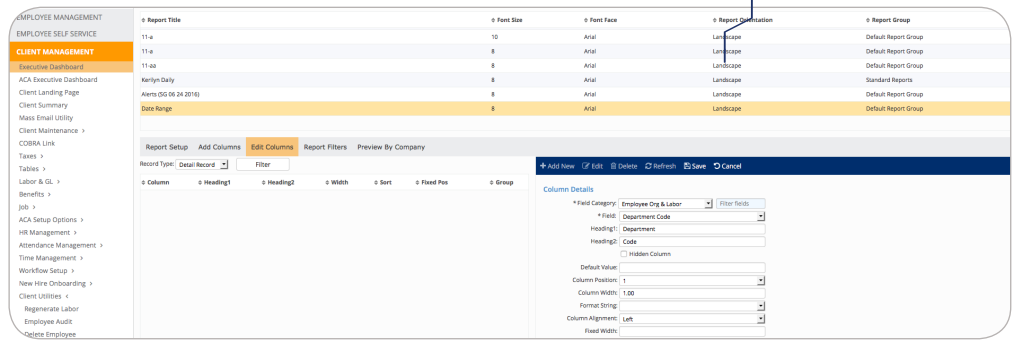 EMPLOYEE MANAGEMENT
EMPLOYEE SELF SERVICE
CLIENT MANAGEMENT
Executive Dashboard
ACA Executive Dashboard
Client Landing Page
Client Summary
Mass Email Utility
Client Maintenance >
COBRA Link
Taxes >
Tables >
Labor & GL >
Benefits >
Job >
ACA Setup Options >
HR Management >
Attendance Management >
Time Management >
Workflow Setup >
New Hire Onboarding >
Client Utilities <
Regenerate Labor
Employee Audit
Delete Employee
Report Title Font Size Font Face Report Orientation Report Group
11-a 10 Arial Landscape Default Report Group
11-a 8 Arial Landscape Default Report Group
11-aa 8 Arial Landscape Default Report Group
Kerilyn Daily 8 Arial Landscape Standard Reports
Alerts (SG 06 24 2016) 8 Arial Landscape Default Report Group
Date Range 8 Arial Landscape Default Report Group
Report Setup Add Columns Edit Columns Report Filters Preview By Company
Record Type: Detail Record Filter
Column Heading1 Heading2 Width Sort Fixed Pos Group
+ Add New Edit Delete Refresh Save Cancel
Column Details
* Field Category: Employee Org & Labor Filter fields
* Field: Department Code
Heading1: Department
Heading2: Code
Hidden Column
Default Value:
Column Position: 1
Column Width: 1.00
Format String:
Column Alignment: Left
Fixed Width: